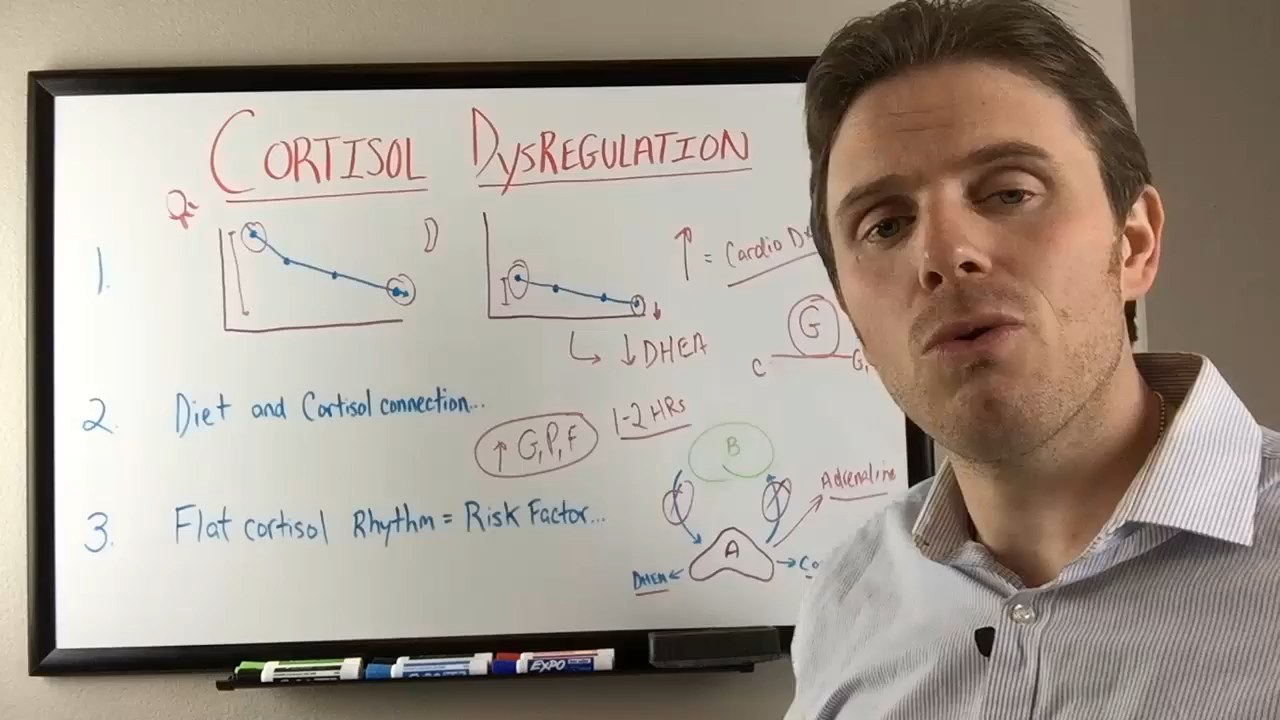 CORTISOL DYSREGULATION
1.
D
↑ = Cardio
↓
↳ ↓ DHEA
G
C
2. Diet and Cortisol connection...
↑ G, P, F
1-2 HRs
B
Adrenaline
3. Flat cortisol Rhythm = Risk Factor...
A
DHEA
EXPO